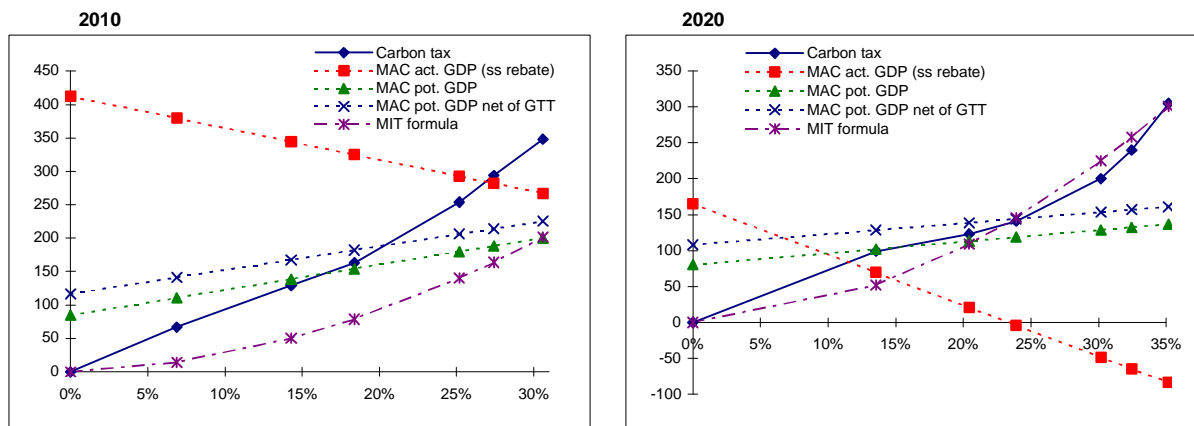 2010
Carbon tax
MAC act. GDP (ss rebate)
MAC pot. GDP
MAC pot. GDP net of GTT
MIT formula
450
400
350
300
250
200
150
100
50
0
0% 5% 10% 15% 20% 25% 30%
2020
Carbon tax
MAC act. GDP (ss rebate)
MAC pot. GDP
MAC pot. GDP net of GTT
MIT formula
350
300
250
200
150
100
50
0
-50
-100
0% 5% 10% 15% 20% 25% 30% 35%